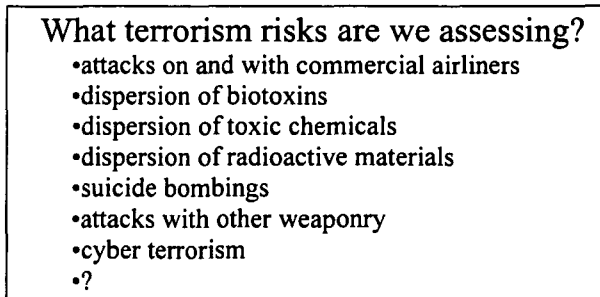 What terrorism risks are we assessing?
•attacks on and with commercial airliners
•dispersion of biotoxins
•dispersion of toxic chemicals
•dispersion of radioactive materials
•suicide bombings
•attacks with other weaponry
•cyber terrorism
•?